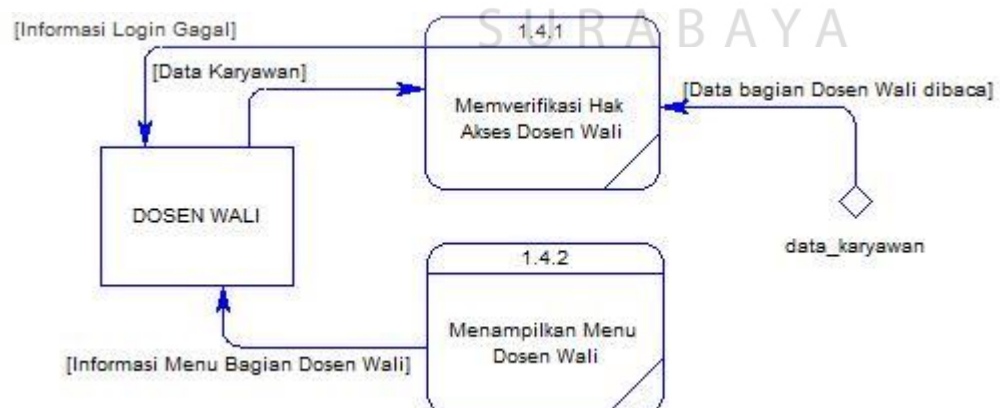 SURABAYA
[Informasi Login Gagal]
1.4.1
[Data Karyawan]
[Data bagian Dosen Wali dibaca]
Memverifikasi Hak
Akses Dosen Wali
DOSEN WALI
data_karyawan
1.4.2
Menampilkan Menu
Dosen Wali
[Informasi Menu Bagian Dosen Wali]